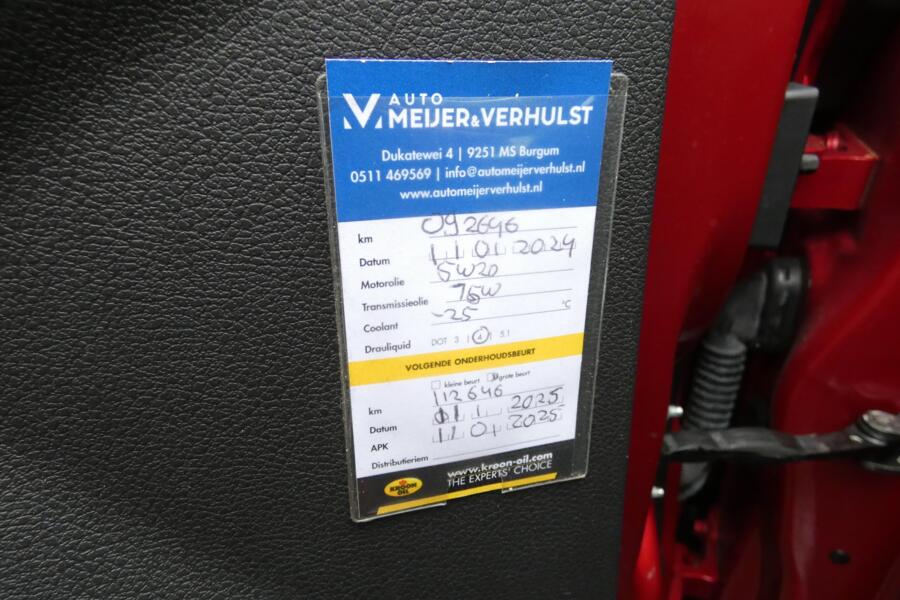 AUTO
MEIJER & VERHULST
Dukatewei 4 | 9251 MS Burgum
0511 469569 | info@automeijerverhulst.nl
www.automeijerverhulst.nl
km 092646
Datum 11 01 2024
Motorolie 5W20
Transmissieolie 75W
Coolant -25 °C
Drauliquid DOT 3 | 4 | 5.1
VOLGENDE ONDERHOUDSBEURT
kleine beurt grote beurt
km 112646
Datum 2025
APK 11 01 2025
Distributieriem
KROON OIL
www.kroon-oil.com
THE EXPERTS' CHOICE